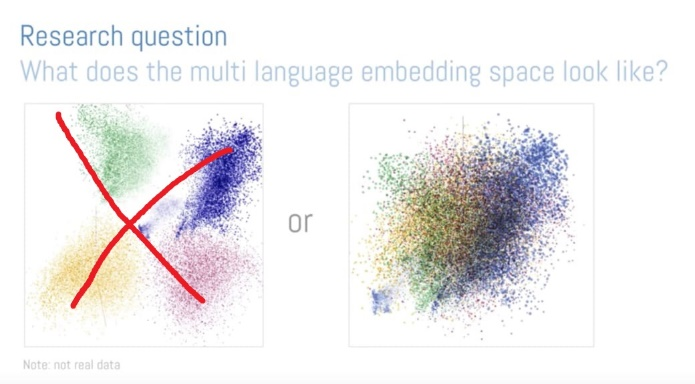 Research question
What does the multi language embedding space look like?
or
Note: not real data